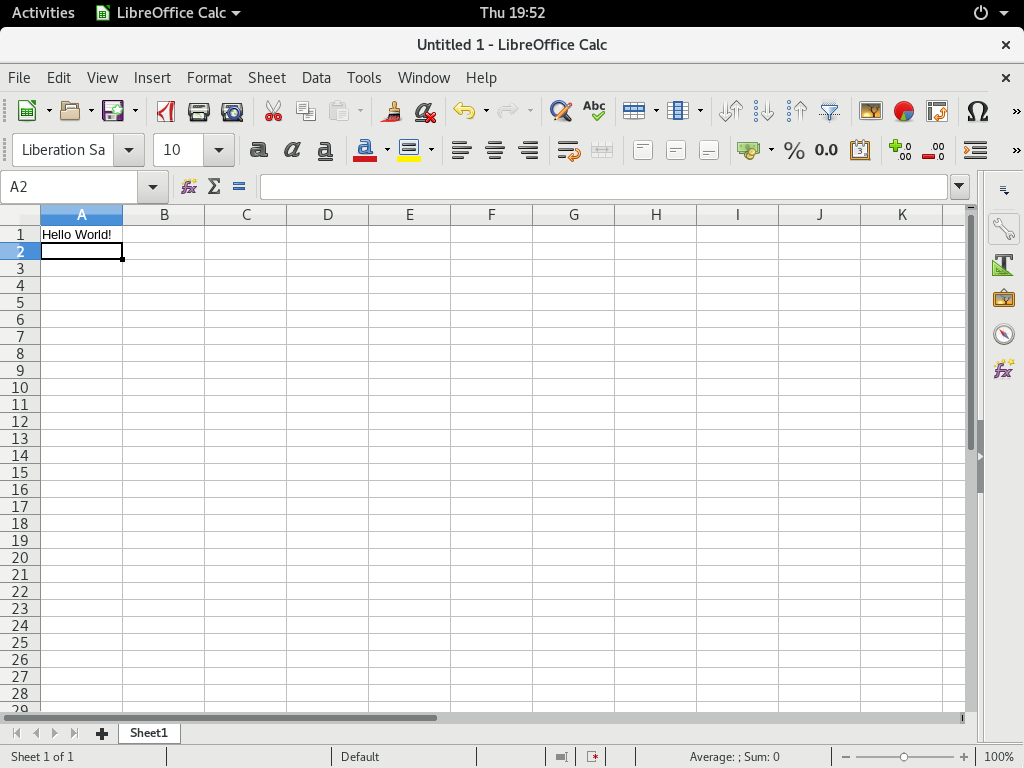 Activities LibreOffice Calc Thu 19:52
Untitled 1 - LibreOffice Calc
File Edit View Insert Format Sheet Data Tools Window Help
Abc
Liberation Sa 10 a a a a % 0.0 .00 .00
A2
A B C D E F G H I J K
1 Hello World!
2
3
4
5
6
7
8
9
10
11
12
13
14
15
16
17
18
19
20
21
22
23
24
25
26
27
28
29
Sheet1
Sheet 1 of 1 Default Average: ; Sum: 0 100%